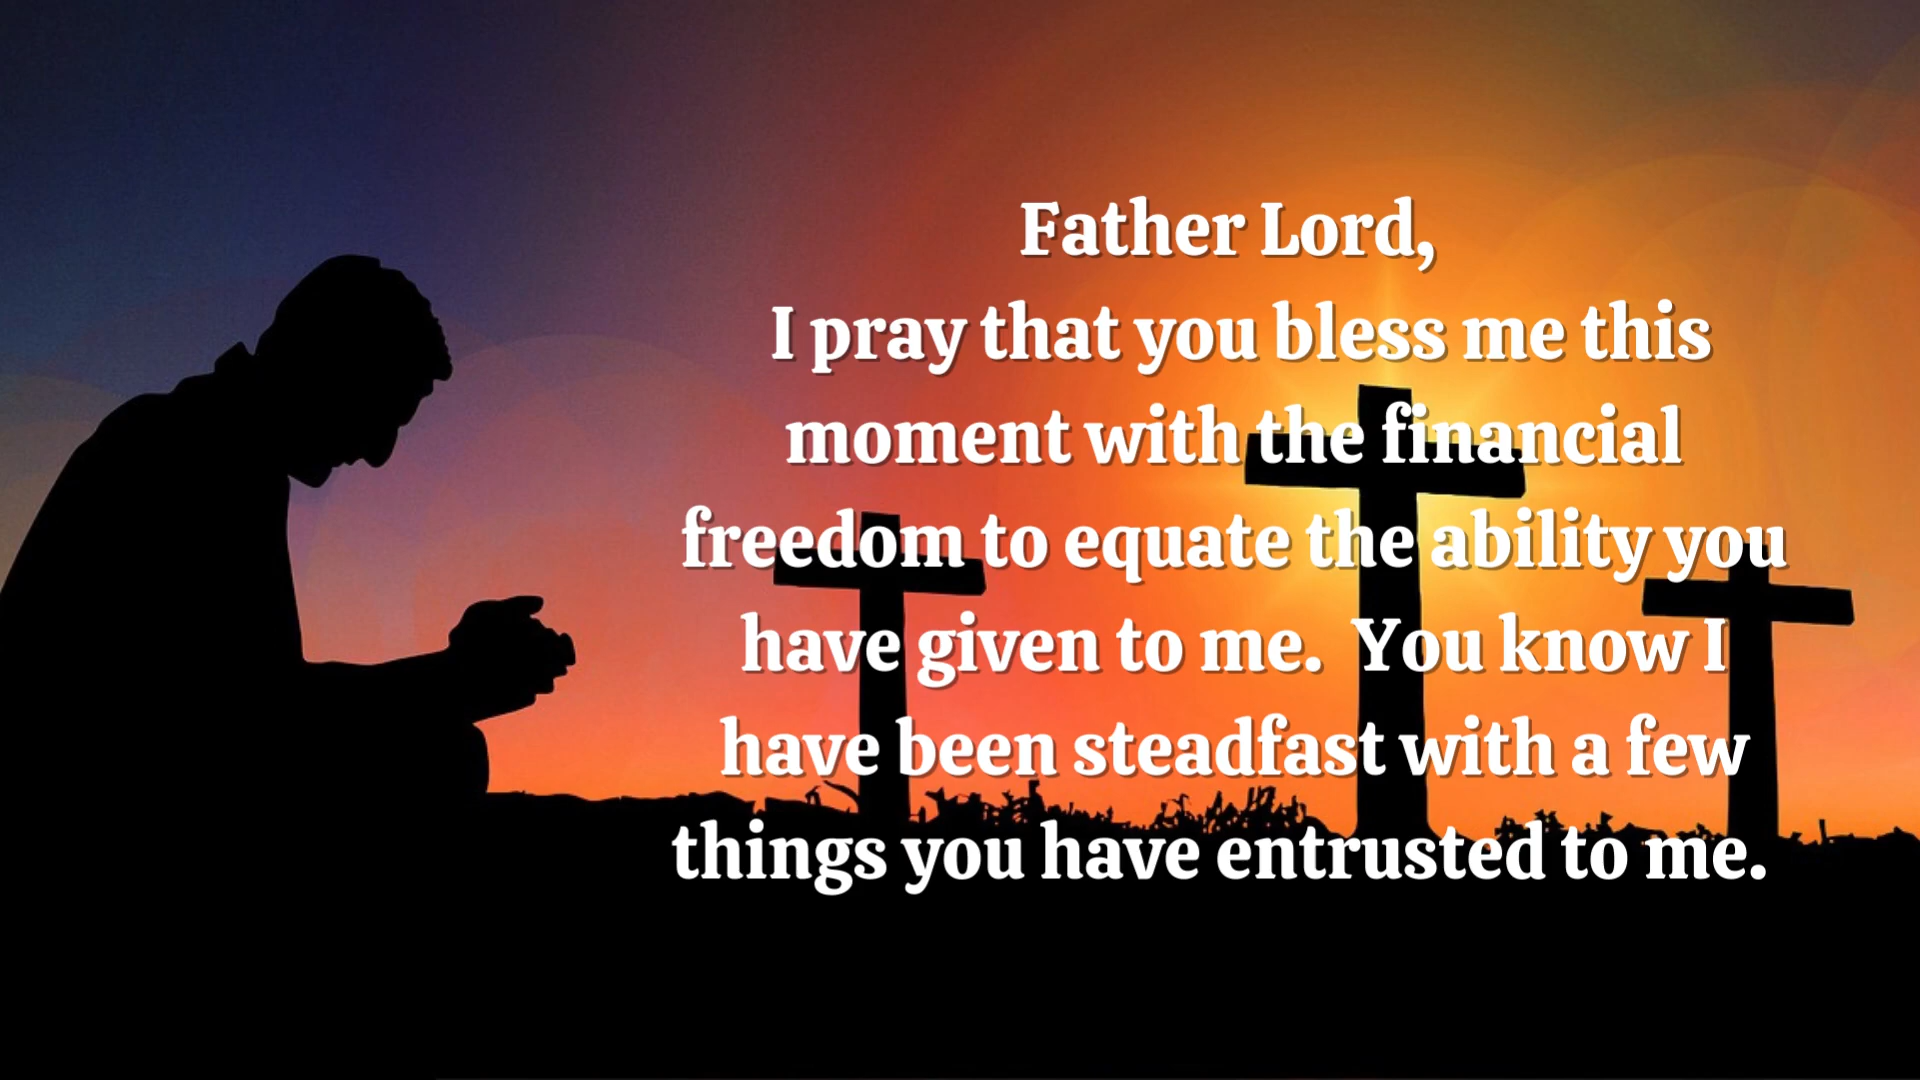 Father Lord,
I pray that you bless me this
moment with the financial
freedom to equate the ability you
have given to me.  You know I
have been steadfast with a few
things you have entrusted to me.